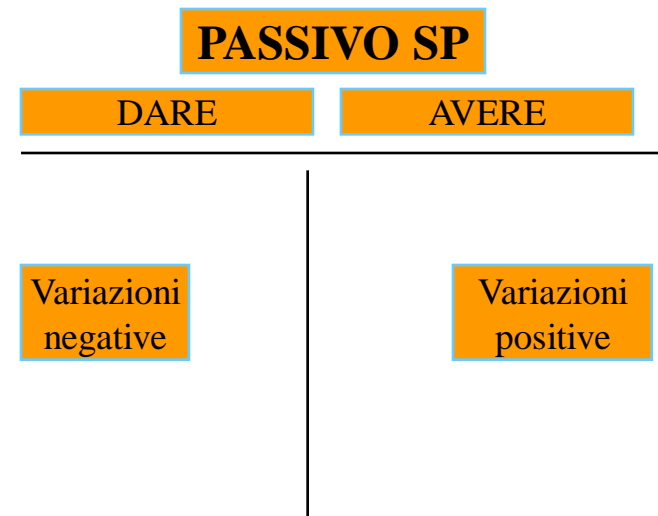 PASSIVO SP
DARE
AVERE
Variazioni
negative
Variazioni
positive